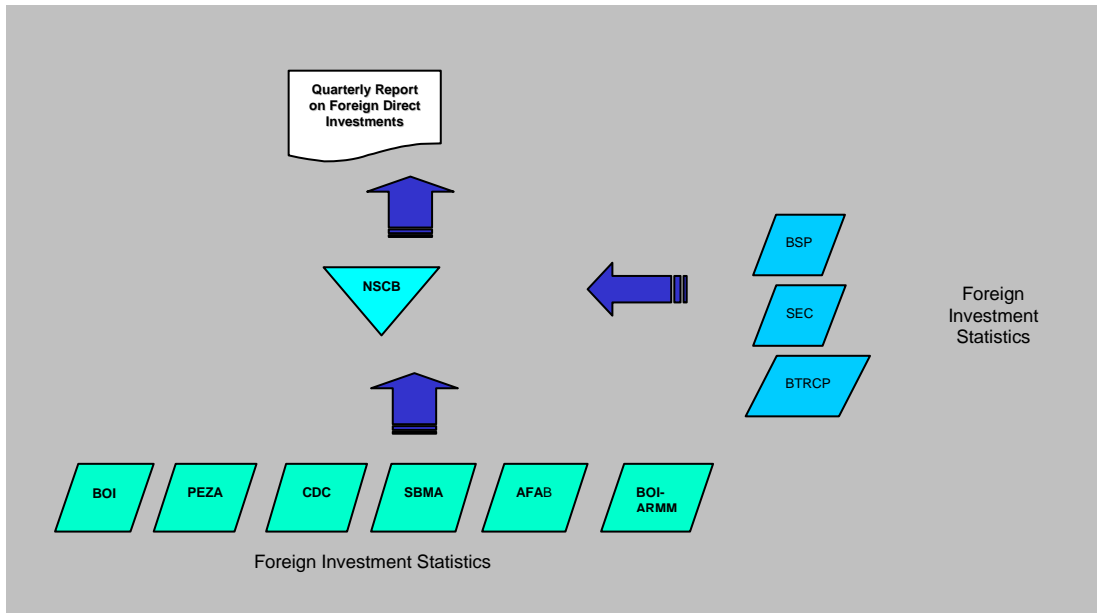 Quarterly Report
on Foreign Direct
Investments
NSCB
BSP
SEC
BTRCP
Foreign
Investment
Statistics
BOI
PEZA
CDC
SBMA
AFAB
BOI-
ARMM
Foreign Investment Statistics